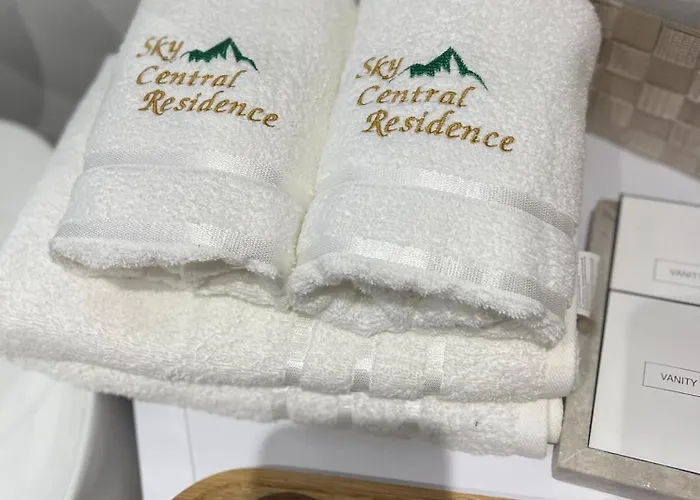 Sky
Central
Residence
Sky
Central
Residence
VANITY
VANITY